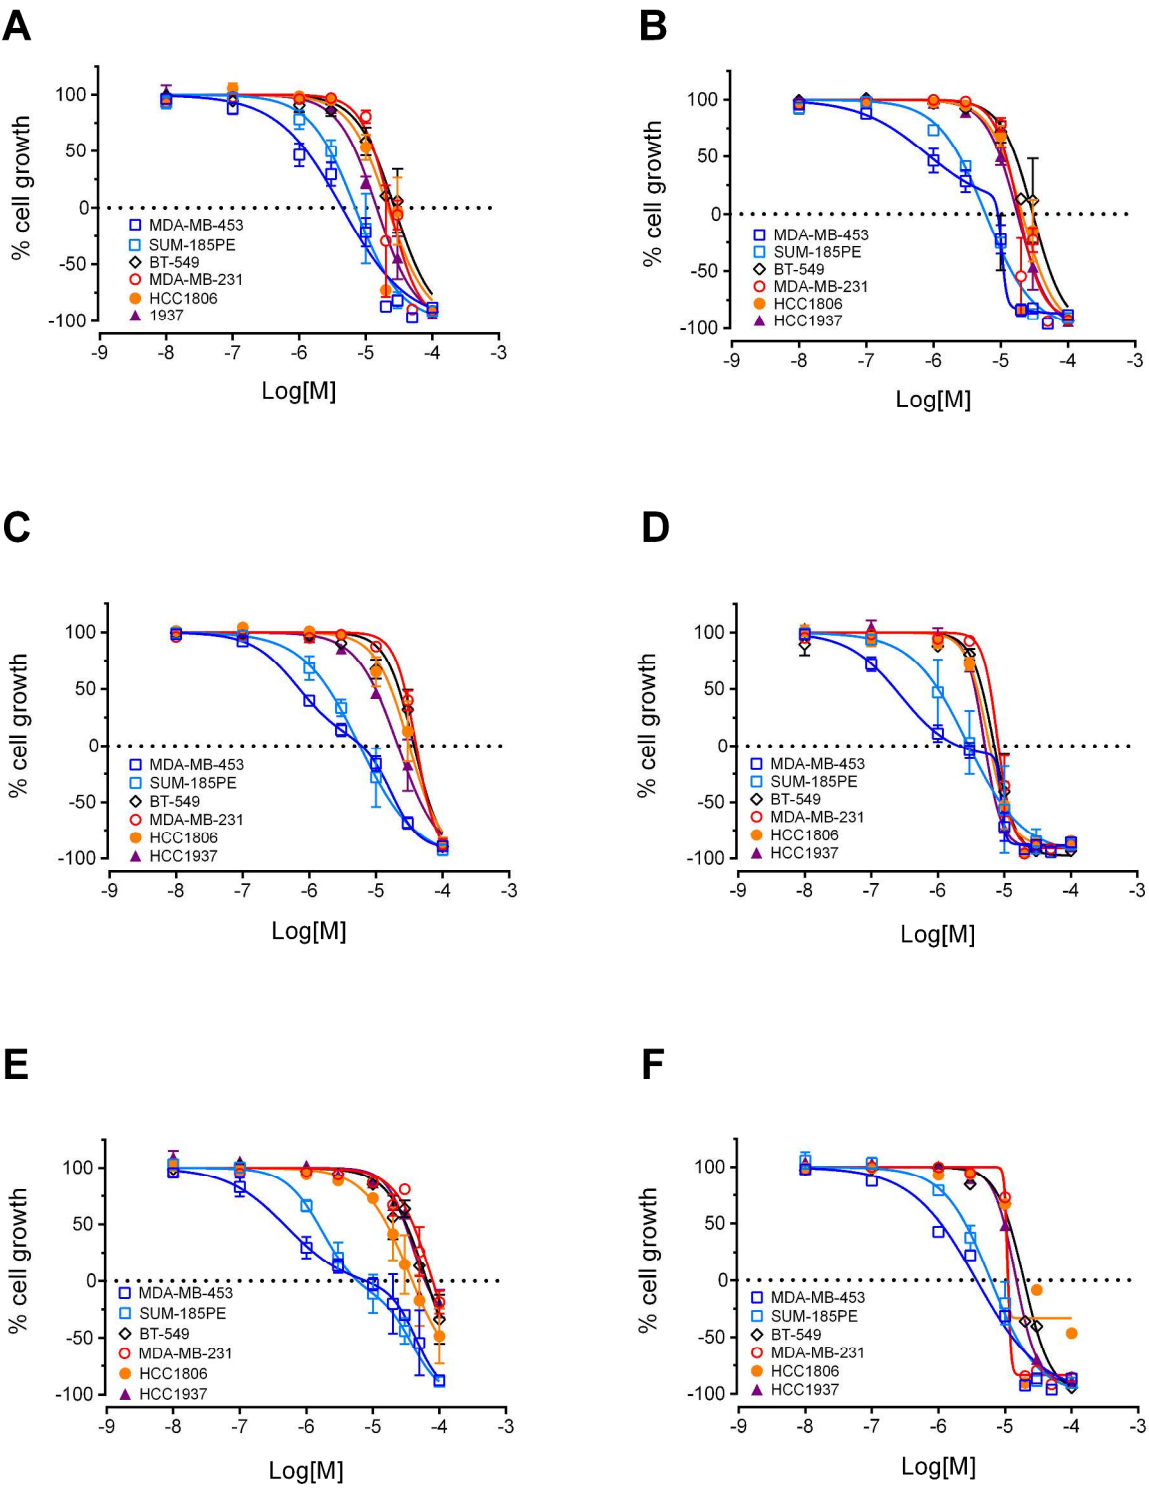 A
100
50
0
-50
-100
% cell growth
MDA-MB-453
SUM-185PE
BT-549
MDA-MB-231
HCC1806
1937
-9 -8 -7 -6 -5 -4 -3
Log[M]
B
100
50
0
-50
-100
% cell growth
MDA-MB-453
SUM-185PE
BT-549
MDA-MB-231
HCC1806
HCC1937
-9 -8 -7 -6 -5 -4 -3
Log[M]
C
100
50
0
-50
-100
% cell growth
MDA-MB-453
SUM-185PE
BT-549
MDA-MB-231
HCC1806
HCC1937
-9 -8 -7 -6 -5 -4 -3
Log[M]
D
100
50
0
-50
-100
% cell growth
MDA-MB-453
SUM-185PE
BT-549
MDA-MB-231
HCC1806
HCC1937
-9 -8 -7 -6 -5 -4 -3
Log[M]
E
100
50
0
-50
-100
% cell growth
MDA-MB-453
SUM-185PE
BT-549
MDA-MB-231
HCC1806
HCC1937
-9 -8 -7 -6 -5 -4 -3
Log[M]
F
100
50
0
-50
-100
% cell growth
MDA-MB-453
SUM-185PE
BT-549
MDA-MB-231
HCC1806
HCC1937
-9 -8 -7 -6 -5 -4 -3
Log[M]